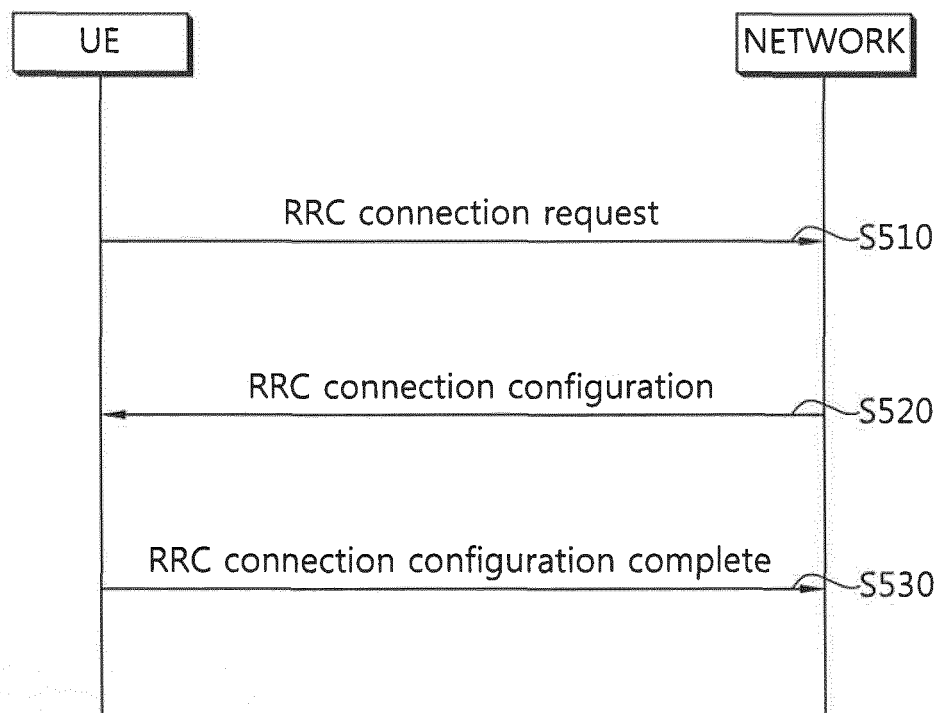 UE
NETWORK
RRC connection request
S510
RRC connection configuration
S520
RRC connection configuration complete
S530